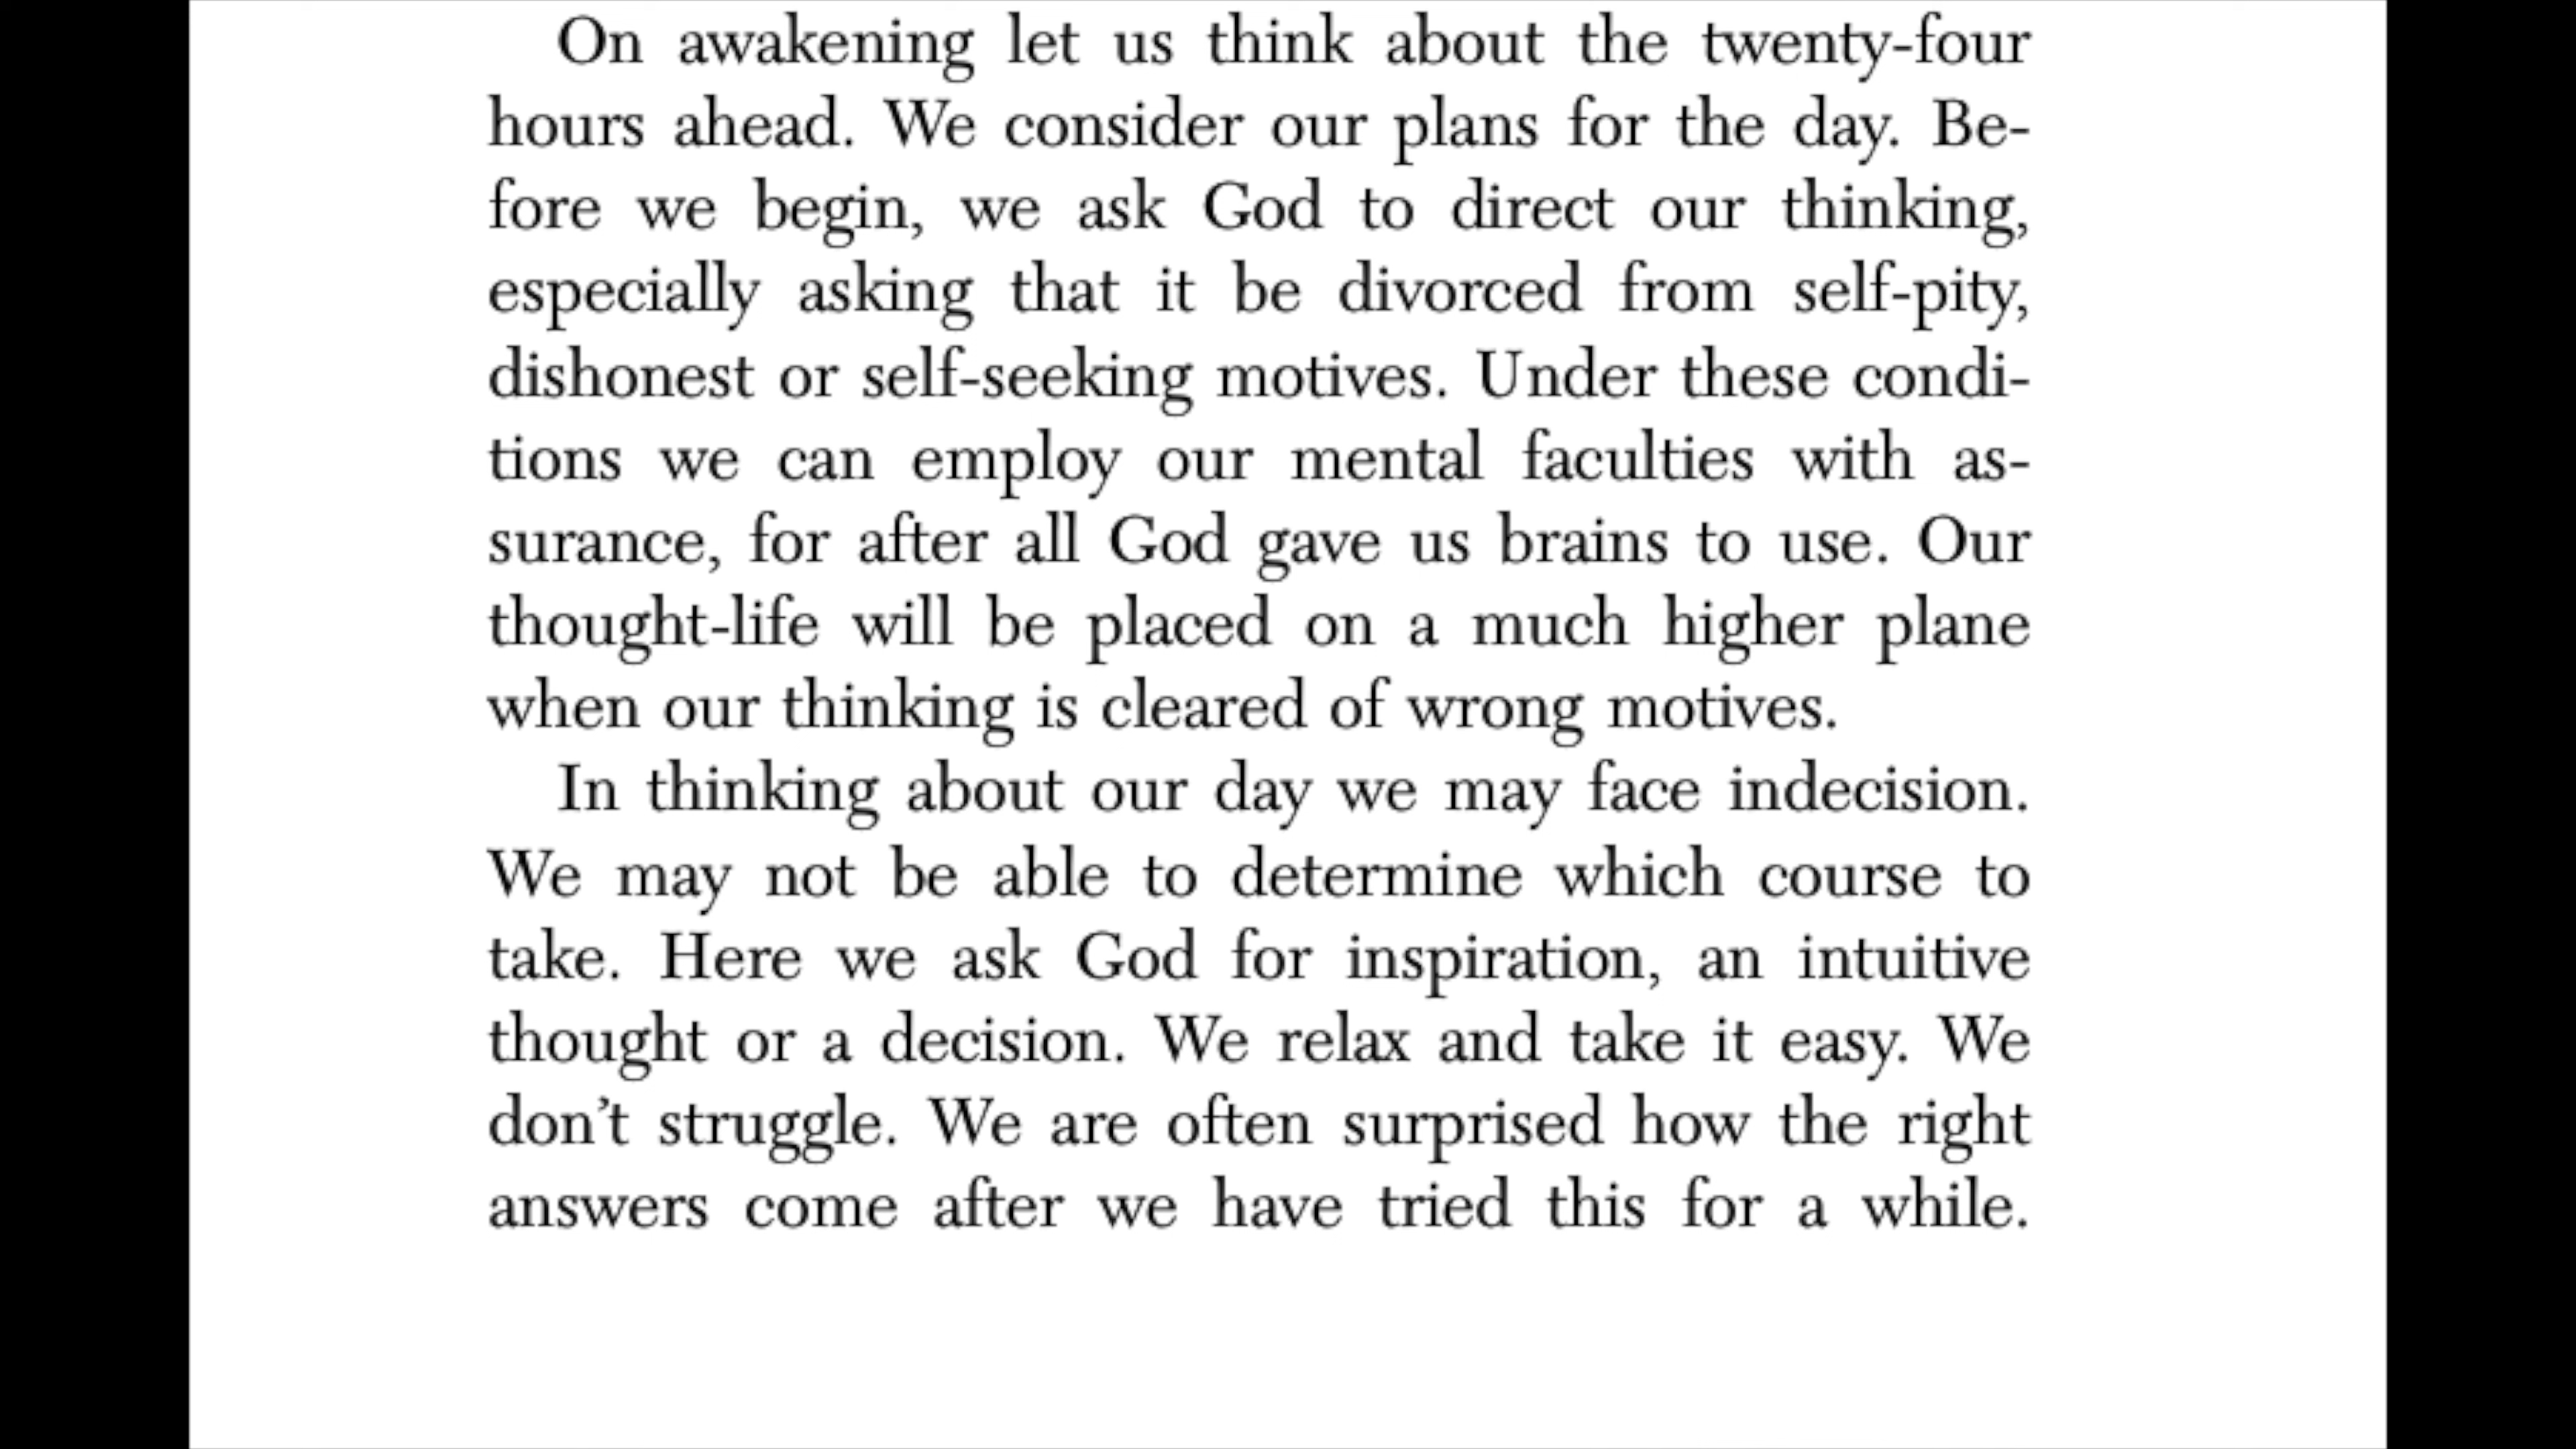 On awakening let us think about the twenty-four
hours ahead. We consider our plans for the day. Be-
fore we begin, we ask God to direct our thinking,
especially asking that it be divorced from self-pity,
dishonest or self-seeking motives. Under these condi-
tions we can employ our mental faculties with as-
surance, for after all God gave us brains to use. Our
thought-life will be placed on a much higher plane
when our thinking is cleared of wrong motives.
In thinking about our day we may face indecision.
We may not be able to determine which course to
take. Here we ask God for inspiration, an intuitive
thought or a decision. We relax and take it easy. We
don’t struggle. We are often surprised how the right
answers come after we have tried this for a while.